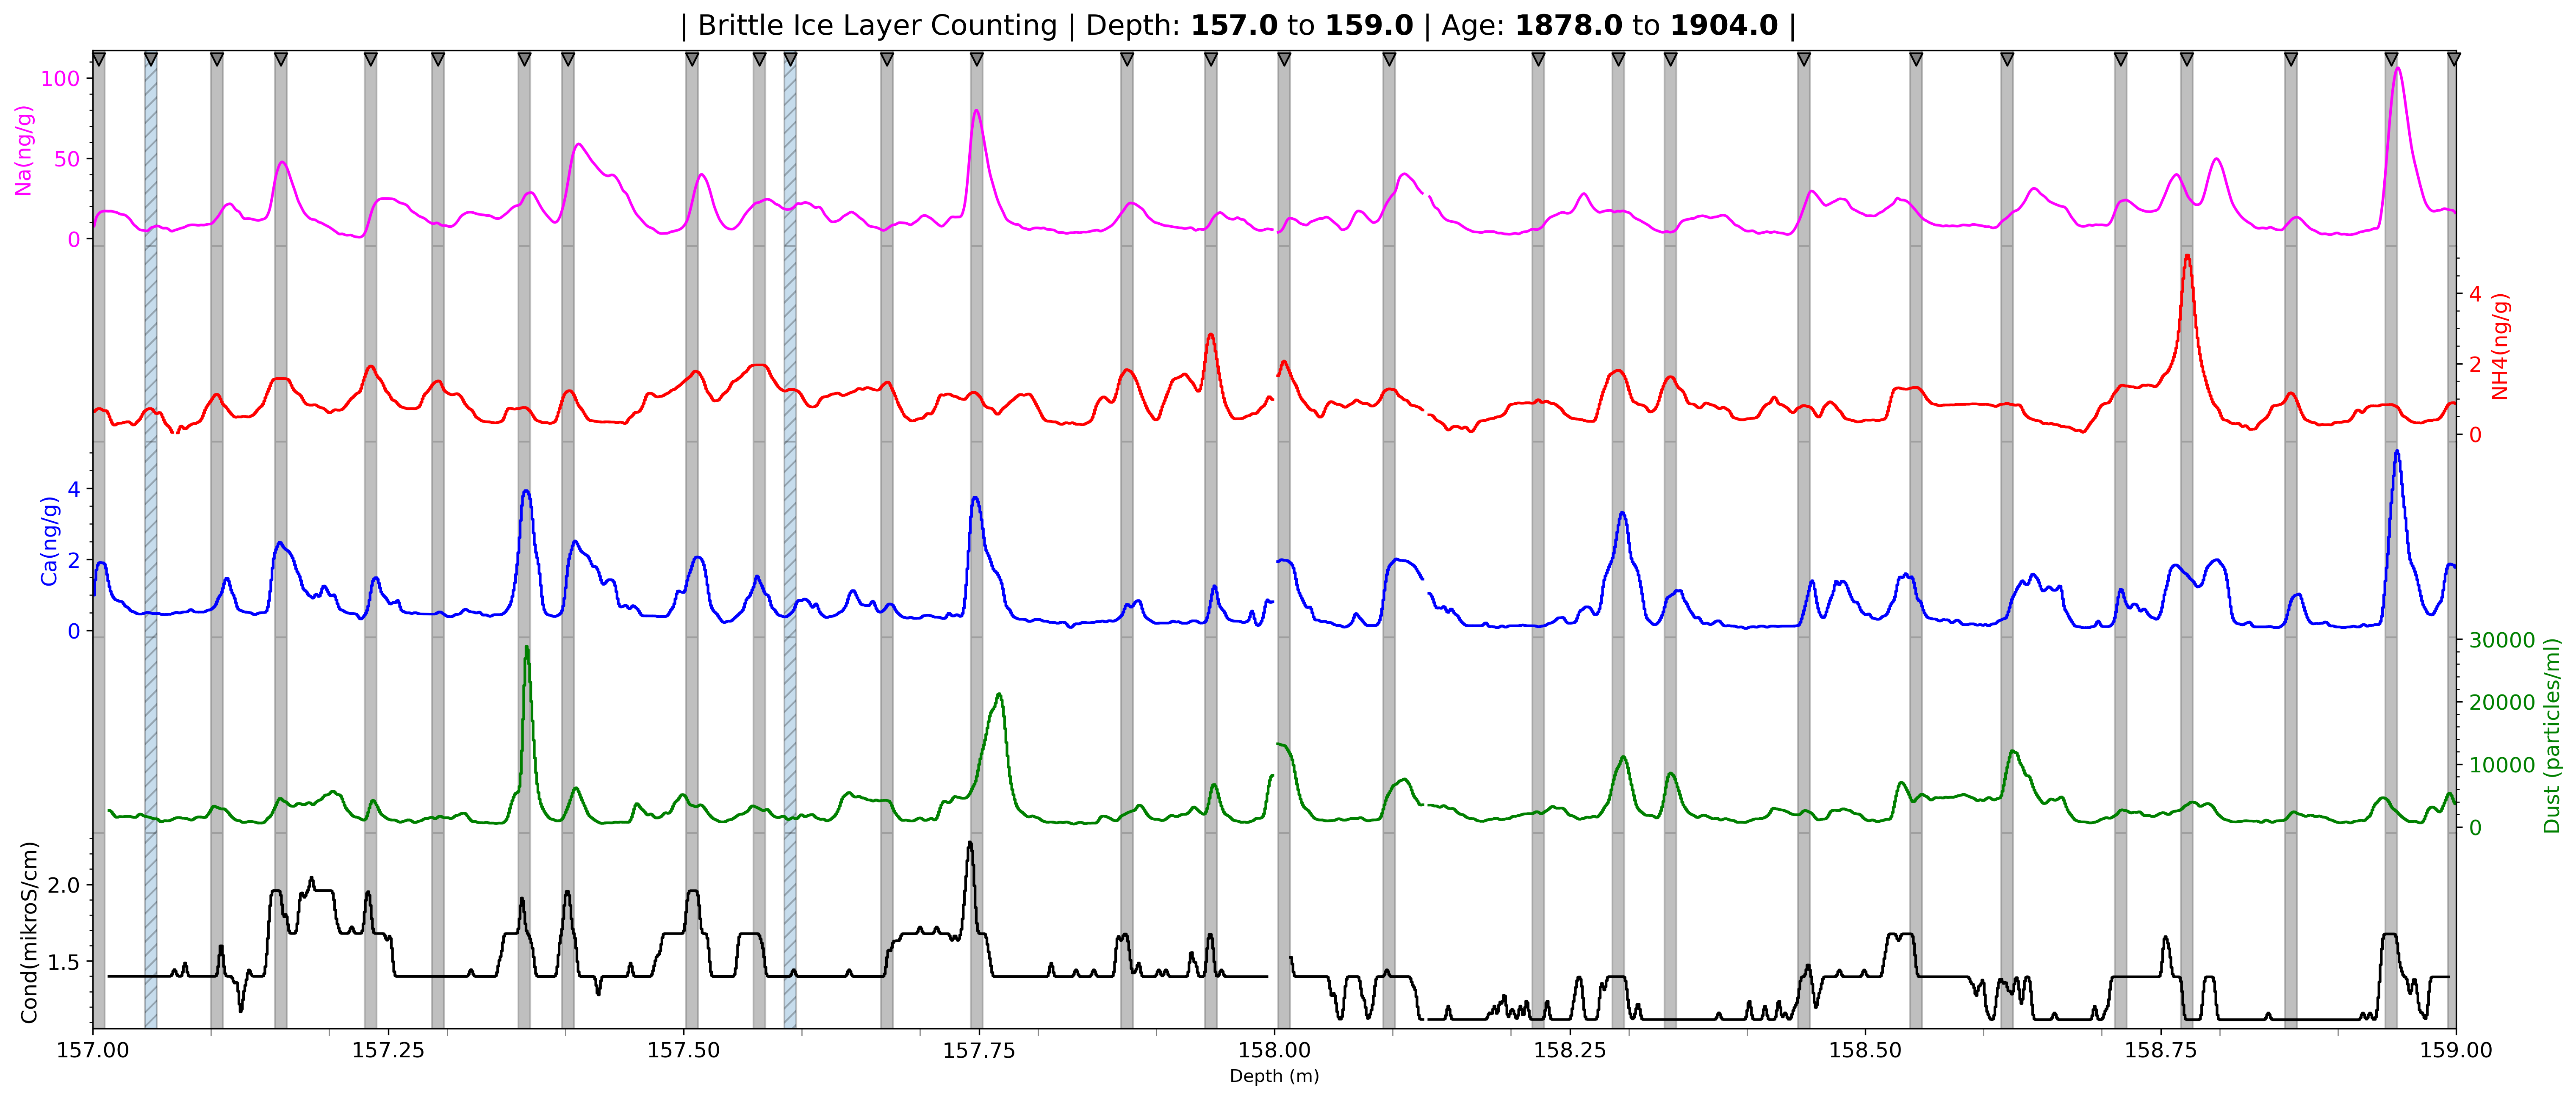 | Brittle Ice Layer Counting | Depth: 157.0 to 159.0 | Age: 1878.0 to 1904.0 |
100
50
0
Na(ng/g)
4
2
0
NH4(ng/g)
4
2
0
Ca(ng/g)
30000
20000
10000
0
Dust (particles/ml)
2.0
1.5
Cond(mikroS/cm)
157.00 157.25 157.50 157.75 158.00 158.25 158.50 158.75 159.00
Depth (m)